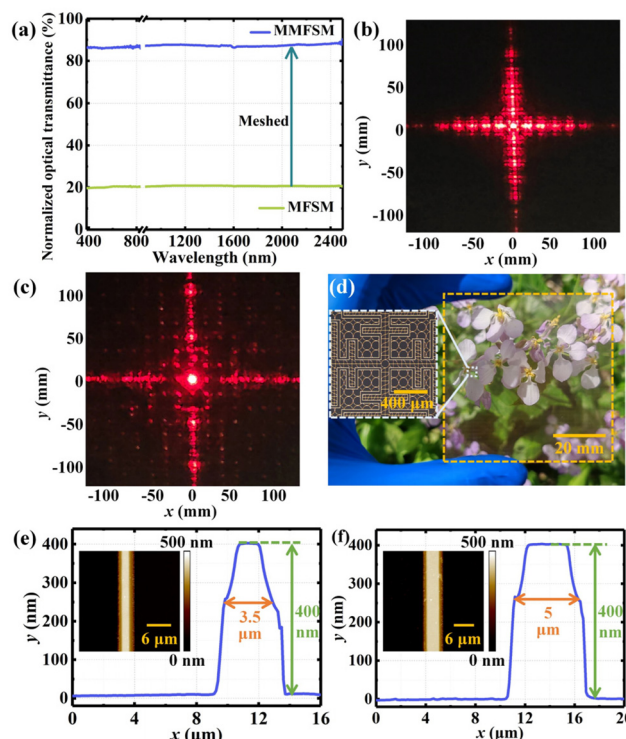 (a)
Normalized optical transmittance (%)
100
80
60
40
20
0
MMFSM
Meshed
MFSM
400
800
1200
1600
2000
2400
Wavelength (nm)
(b)
y (mm)
100
50
0
-50
-100
-100
-50
0
50
100
x (mm)
(c)
y (mm)
100
50
0
-50
-100
-100
-50
0
50
100
x (mm)
(d)
400 μm
20 mm
(e)
y (nm)
400
300
200
100
0
500 nm
6 μm
0 nm
3.5
μm
400
nm
0
4
8
12
16
x (μm)
(f)
y (nm)
400
300
200
100
0
500 nm
6 μm
0 nm
5
μm
400
nm
0
4
8
12
16
20
x (μm)